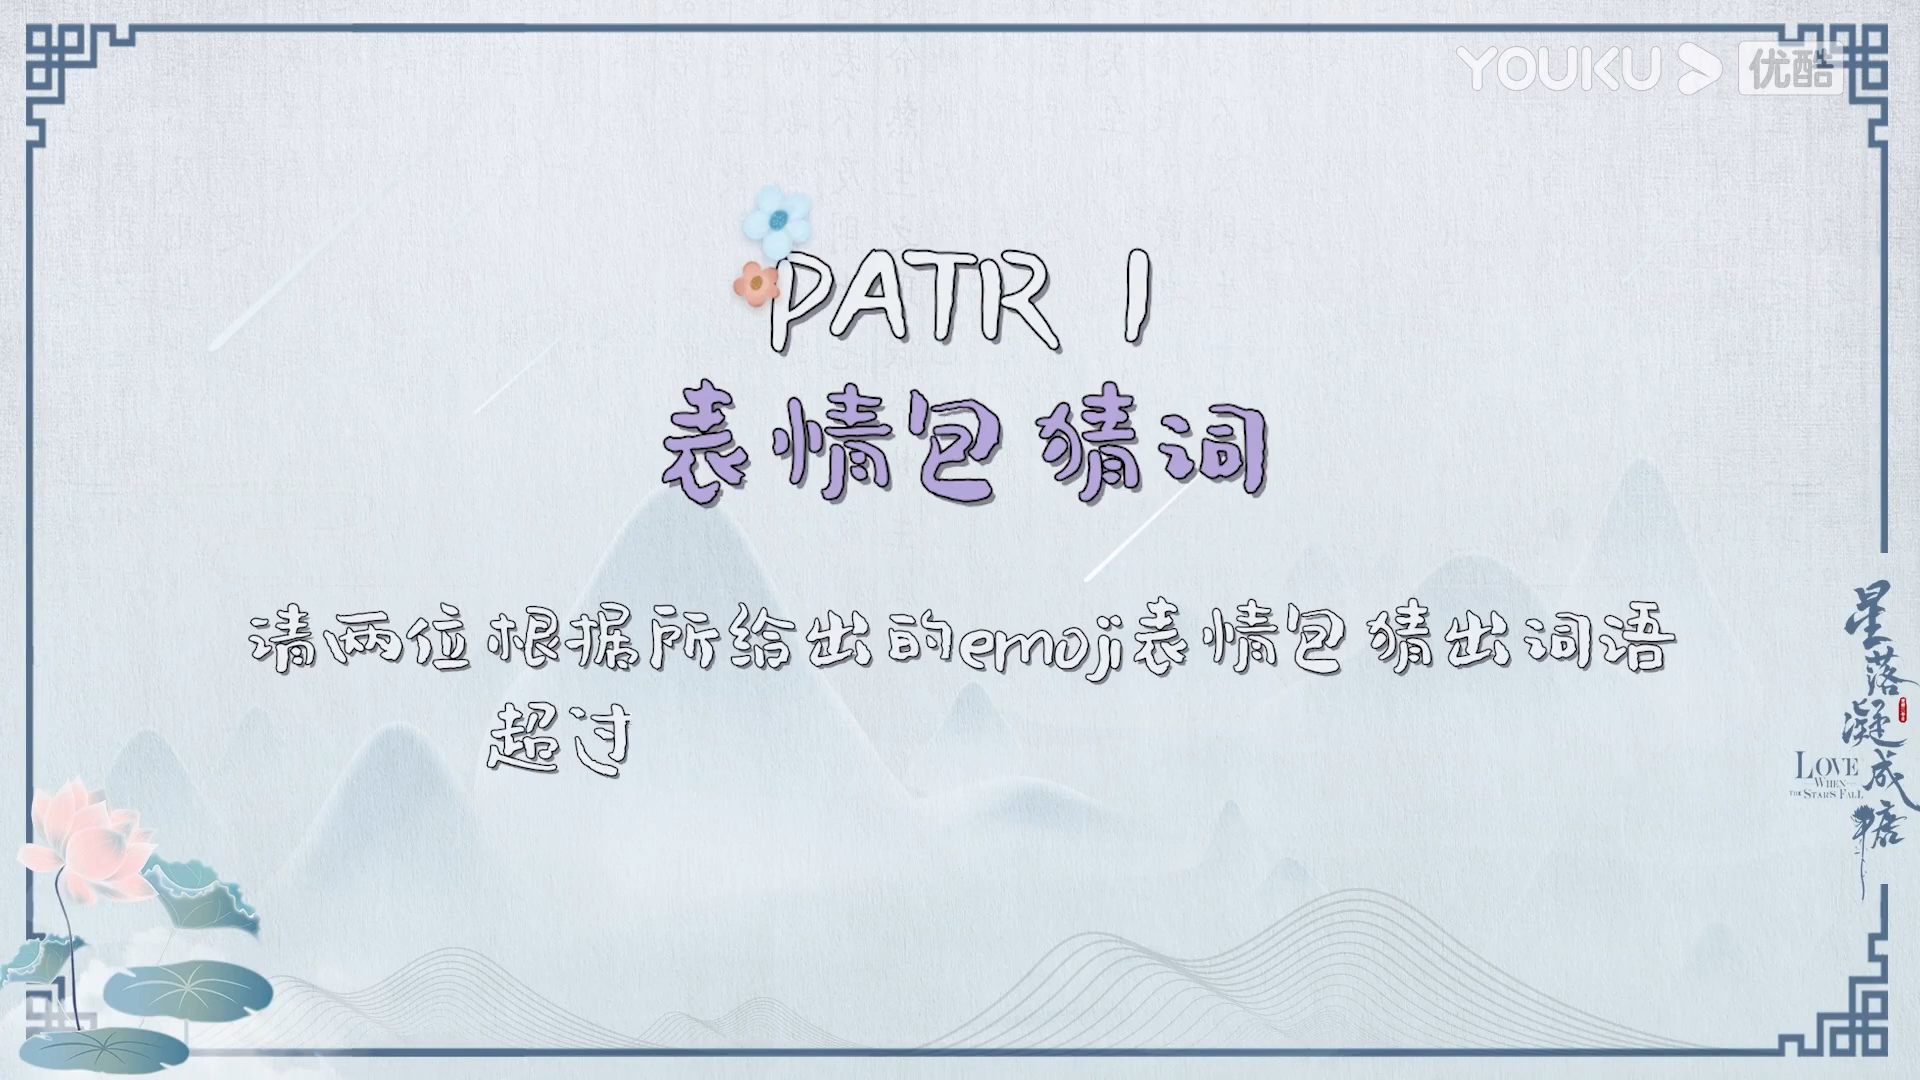 YOUKU 优酷
PATR 1
表情包猜词
请两位根据所给出的emoji表情包猜出词语
超过
星落凝成糖
LOVE
WHEN
THE STARS FALL